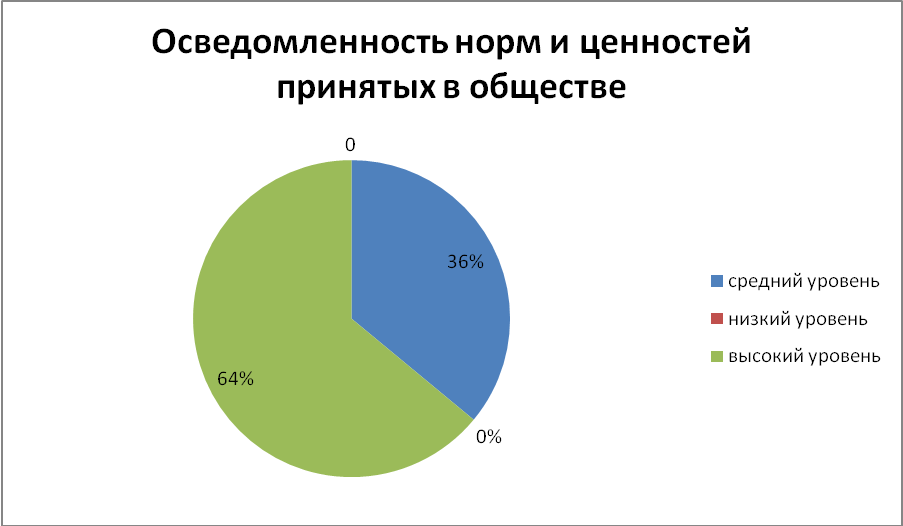 Осведомленность норм и ценностей
принятых в обществе
0
36%
64%
0%
средний уровень
низкий уровень
высокий уровень